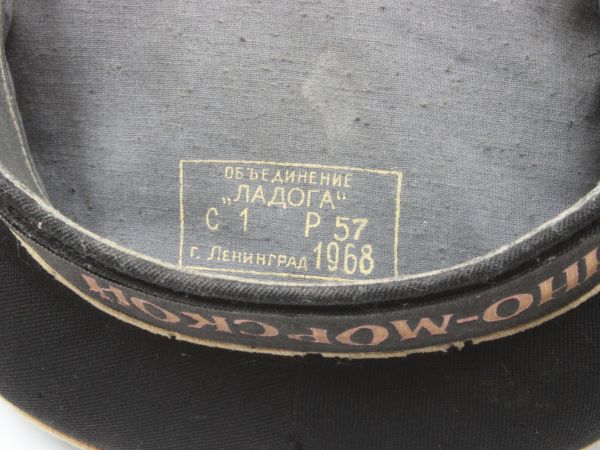 ОБЪЕДИНЕНИЕ
„ЛАДОГА“
С 1 Р 57
г. ЛЕНИНГРАД 1968
НО-МОРСКОЙ